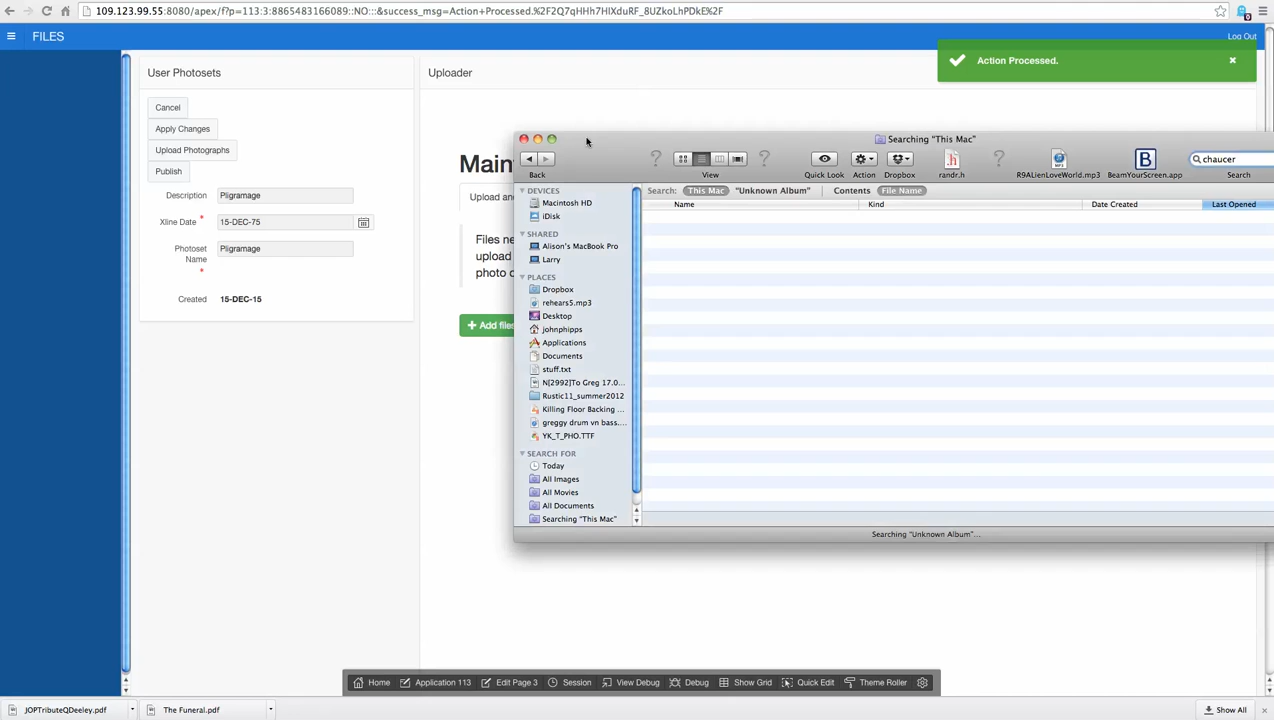 109.123.99.55:8080/apex/f?p=113:3:8865483166089::NO:::&success_msg=Action+Processed.%2F2Q7qHHh7HIXduRF_8UZkoLhPDkE%2F
FILES
Log Out
User Photosets
Uploader
Action Processed.
Cancel
Apply Changes
Upload Photographs
Publish
Description
Pligramage
Xline Date *
15-DEC-75
Photoset Name *
Pligramage
Created
15-DEC-15
Upload an
Files ne
upload
photo o
+ Add file
Searching "This Mac"
Back
View
Quick Look
Action
Dropbox
randr.h
R9ALienLoveWorld.mp3
BeamYourScreen.app
chaucer
Search
Search:
This Mac
"Unknown Album"
Contents
File Name
Name
Kind
Date Created
Last Opened
DEVICES
Macintosh HD
iDisk
SHARED
Alison's MacBook Pro
Larry
PLACES
Dropbox
rehears5.mp3
Desktop
johnphipps
Applications
Documents
stuff.txt
N[2992]To Greg 17.0...
Rustic11_summer2012
Killing Floor Backing ...
greggy drum vn bass....
YK_T_PHO.TTF
SEARCH FOR
Today
All Images
All Movies
All Documents
Searching "This Mac"
Searching "Unknown Album"...
Home
Application 113
Edit Page 3
Session
View Debug
Debug
Show Grid
Quick Edit
Theme Roller
JOPTributeQDeeley.pdf
The Funeral.pdf
Show All